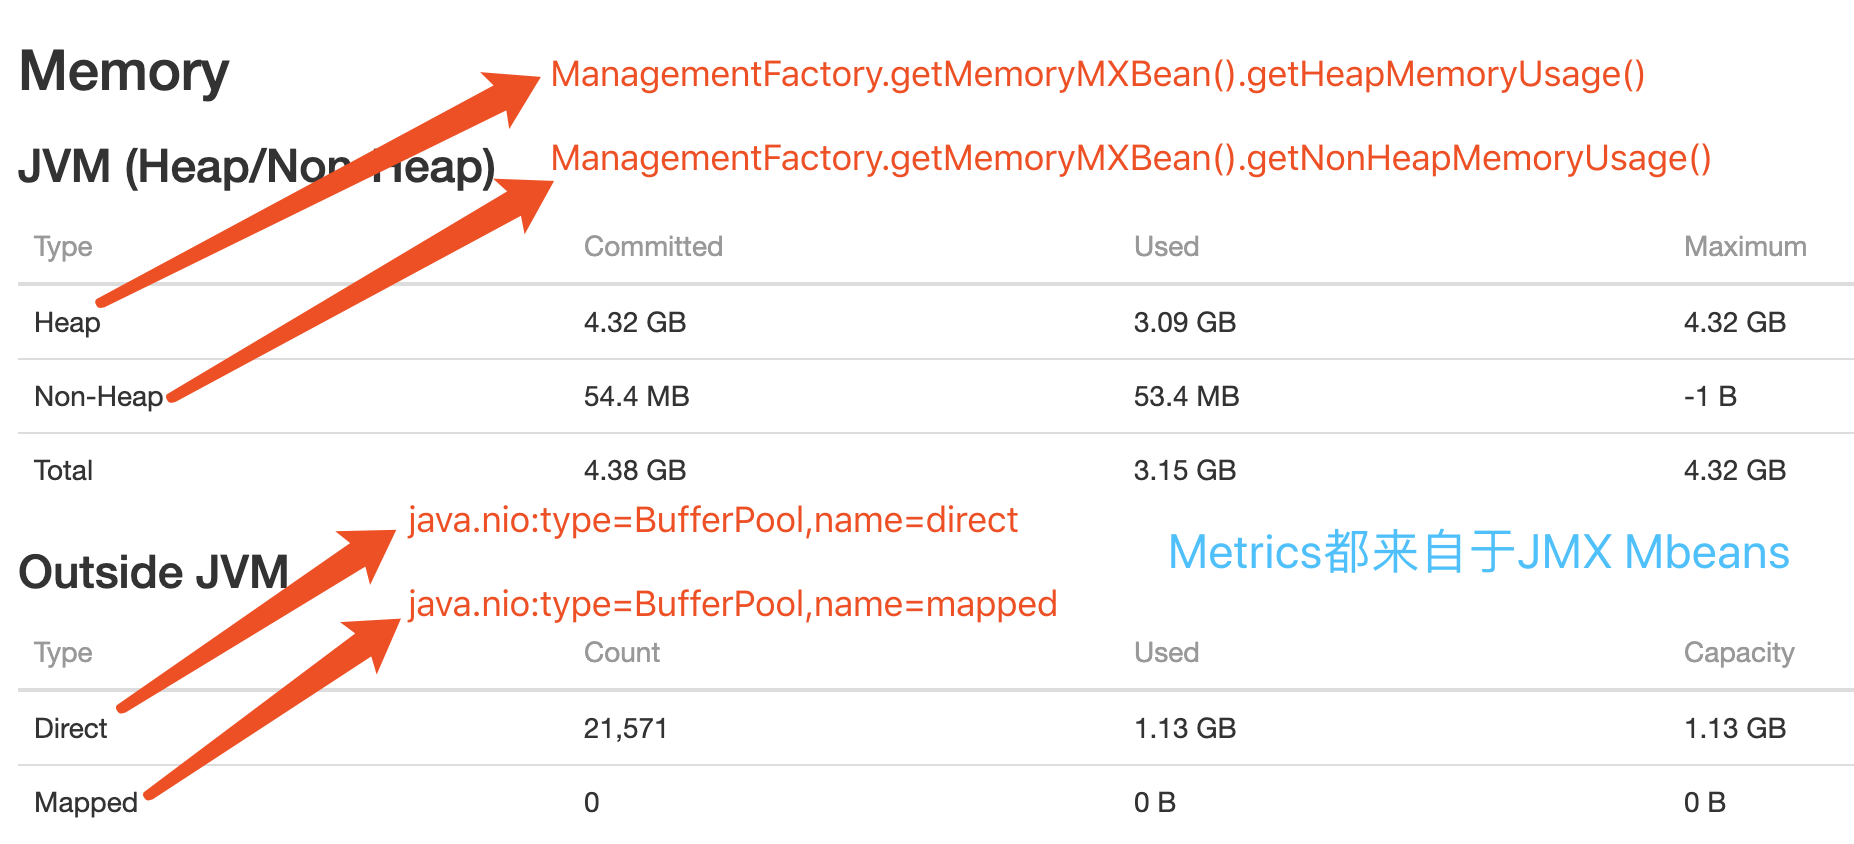 Memory
ManagementFactory.getMemoryMXBean().getHeapMemoryUsage()
JVM (Heap/Non-Heap)
ManagementFactory.getMemoryMXBean().getNonHeapMemoryUsage()
Type Committed Used Maximum
Heap 4.32 GB 3.09 GB 4.32 GB
Non-Heap 54.4 MB 53.4 MB -1 B
Total 4.38 GB 3.15 GB 4.32 GB
java.nio:type=BufferPool,name=direct
Metrics都来自于JMX Mbeans
Outside JVM
java.nio:type=BufferPool,name=mapped
Type Count Used Capacity
Direct 21,571 1.13 GB 1.13 GB
Mapped 0 0 B 0 B